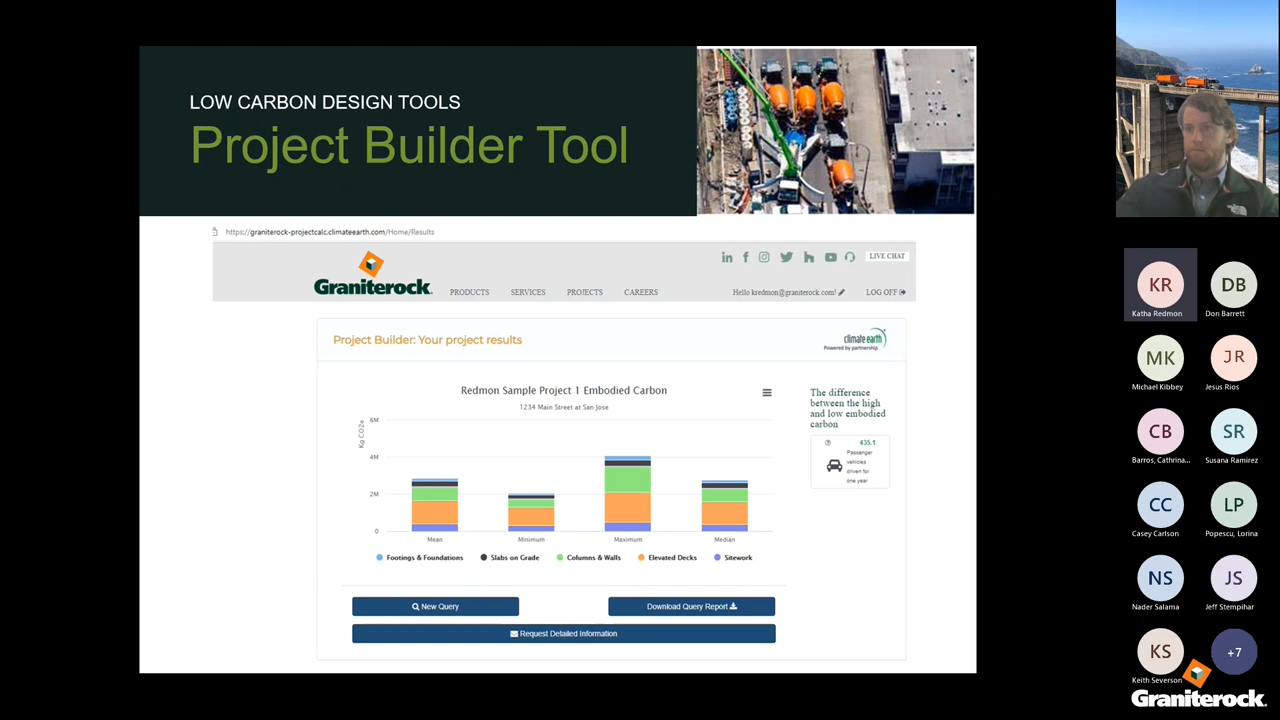 LOW CARBON DESIGN TOOLS
Project Builder Tool
https://graniterock-projectcalc.climateearth.com/Home/Results
LIVE CHAT
Graniterock.
PRODUCTS SERVICES PROJECTS CAREERS
Hello kredmon@graniterock.com! LOG OFF
Project Builder: Your project results
climate earth
Powered by partnership
Redmon Sample Project 1 Embodied Carbon
1234 Main Street at San Jose
Kg CO2e
6M
4M
2M
0
Mean Minimum Maximum Median
Footings & Foundations Slabs on Grade Columns & Walls Elevated Decks Sitework
The difference
between the high
and low embodied
carbon
435.1
Passenger
vehicles
driven for
one year
New Query
Download Query Report
Request Detailed Information
KR DB
Katha Redmon Don Barrett
MK JR
Michael Kibbey Jesus Rios
CB SR
Barros, Cathrina... Susana Ramirez
CC LP
Casey Carlson Popescu, Lorina
NS JS
Nader Salama Jeff Stempihar
KS +7
Keith Severson
Graniterock.